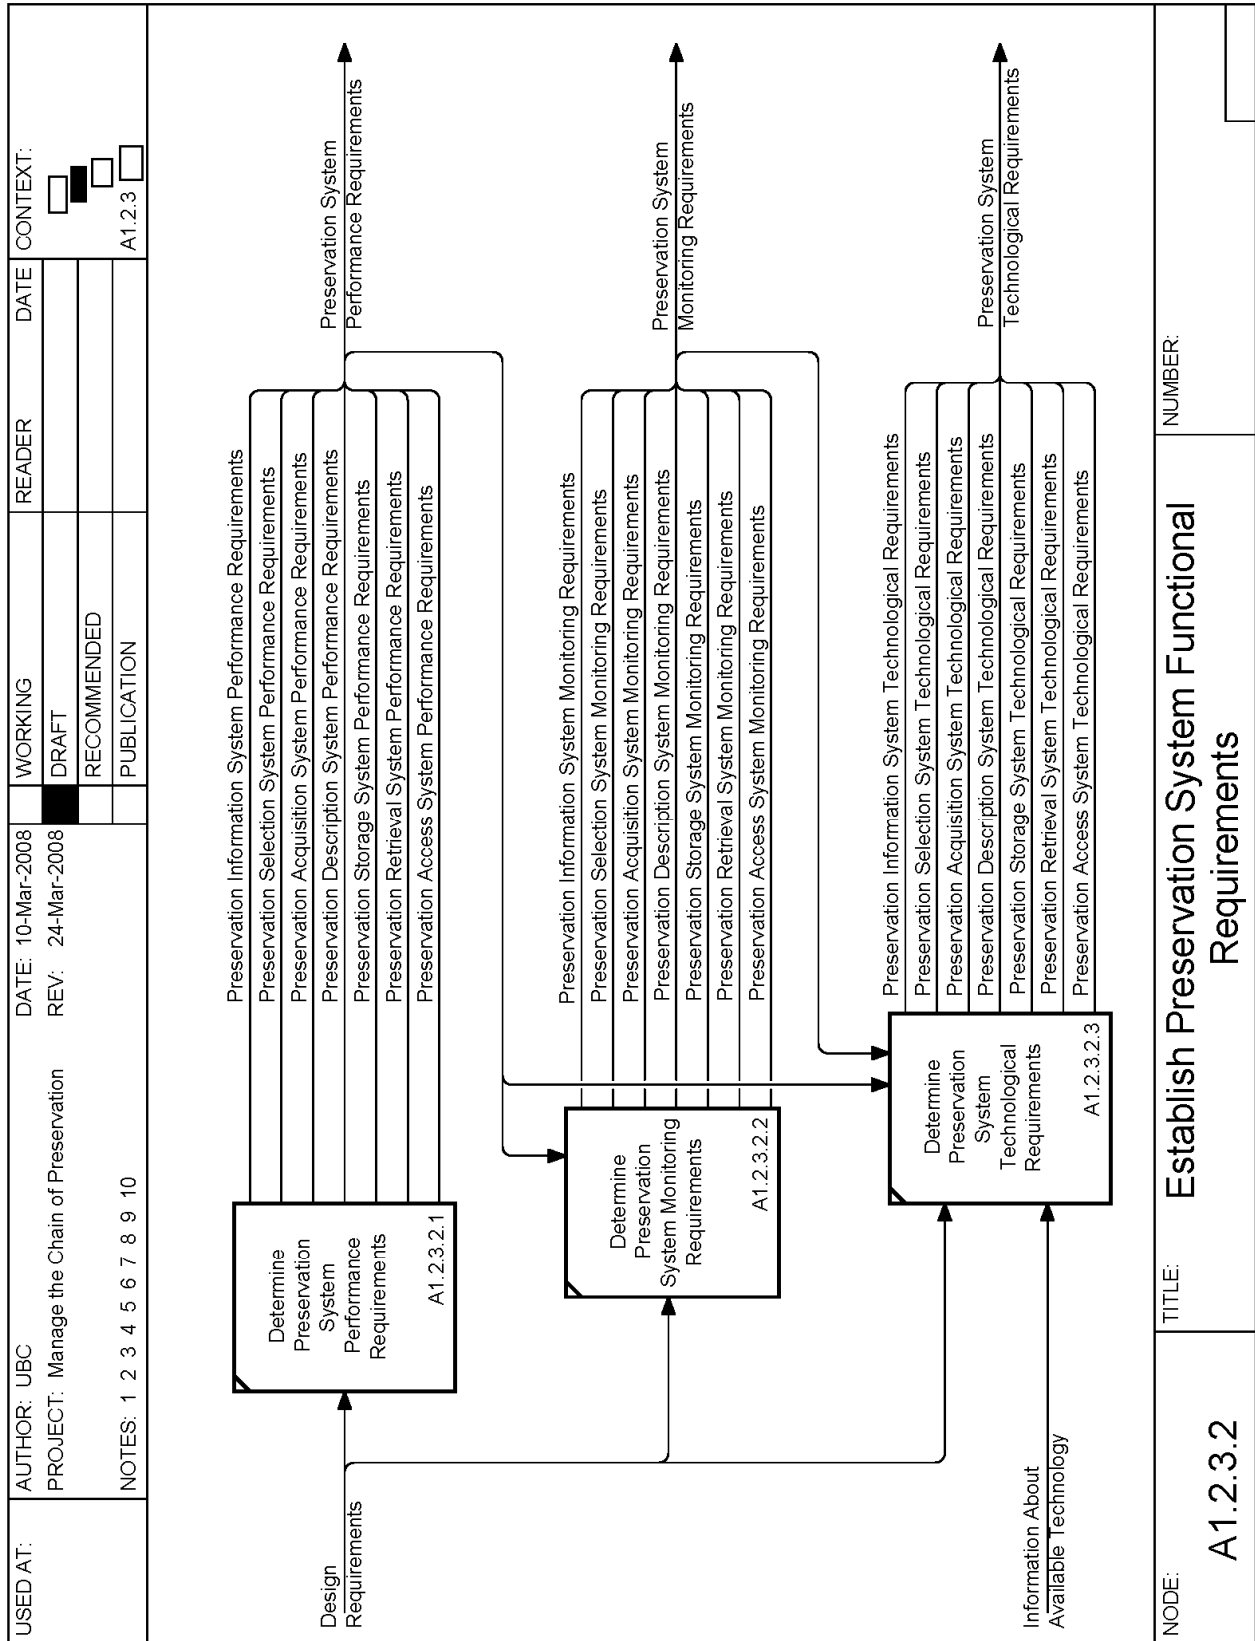 USED AT:
AUTHOR: UBC
PROJECT: Manage the Chain of Preservation
NOTES: 1 2 3 4 5 6 7 8 9 10
DATE: 10-Mar-2008
REV: 24-Mar-2008
WORKING
DRAFT
RECOMMENDED
PUBLICATION
READER
DATE
CONTEXT:
A1.2.3
Design
Requirements
Information About
Available Technology
Determine
Preservation
System
Performance
Requirements
A1.2.3.2.1
Preservation Information System Performance Requirements
Preservation Selection System Performance Requirements
Preservation Acquisition System Performance Requirements
Preservation Description System Performance Requirements
Preservation Storage System Performance Requirements
Preservation Retrieval System Performance Requirements
Preservation Access System Performance Requirements
Preservation System
Performance Requirements
Determine
Preservation
System Monitoring
Requirements
A1.2.3.2.2
Preservation Information System Monitoring Requirements
Preservation Selection System Monitoring Requirements
Preservation Acquisition System Monitoring Requirements
Preservation Description System Monitoring Requirements
Preservation Storage System Monitoring Requirements
Preservation Retrieval System Monitoring Requirements
Preservation Access System Monitoring Requirements
Preservation System
Monitoring Requirements
Determine
Preservation
System
Technological
Requirements
A1.2.3.2.3
Preservation Information System Technological Requirements
Preservation Selection System Technological Requirements
Preservation Acquisition System Technological Requirements
Preservation Description System Technological Requirements
Preservation Storage System Technological Requirements
Preservation Retrieval System Technological Requirements
Preservation Access System Technological Requirements
Preservation System
Technological Requirements
NODE:
A1.2.3.2
TITLE:
Establish Preservation System Functional
Requirements
NUMBER: